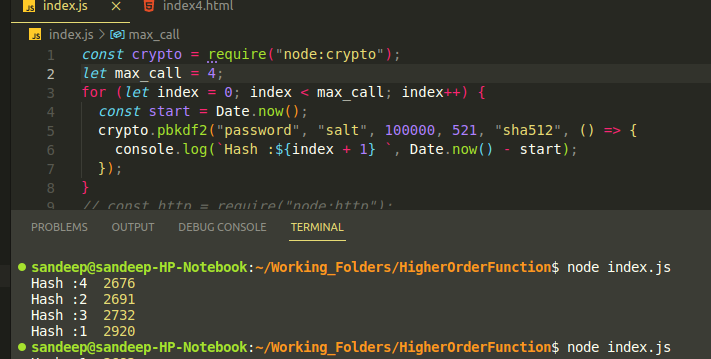 JS index.js × 5 index4.html
JS index.js > max_call
1 const crypto = require("node:crypto");
2 let max_call = 4;
3 for (let index = 0; index < max_call; index++) {
4 const start = Date.now();
5 crypto.pbkdf2("password", "salt", 100000, 521, "sha512", () => {
6 console.log(`Hash :${index + 1} `, Date.now() - start);
7 });
8 }
9 // const http = require("node:http");
PROBLEMS OUTPUT DEBUG CONSOLE TERMINAL
sandeep@sandeep-HP-Notebook:~/Working_Folders/HigherOrderFunction$ node index.js
Hash :4 2676
Hash :2 2691
Hash :3 2732
Hash :1 2920
sandeep@sandeep-HP-Notebook:~/Working_Folders/HigherOrderFunction$ node index.js